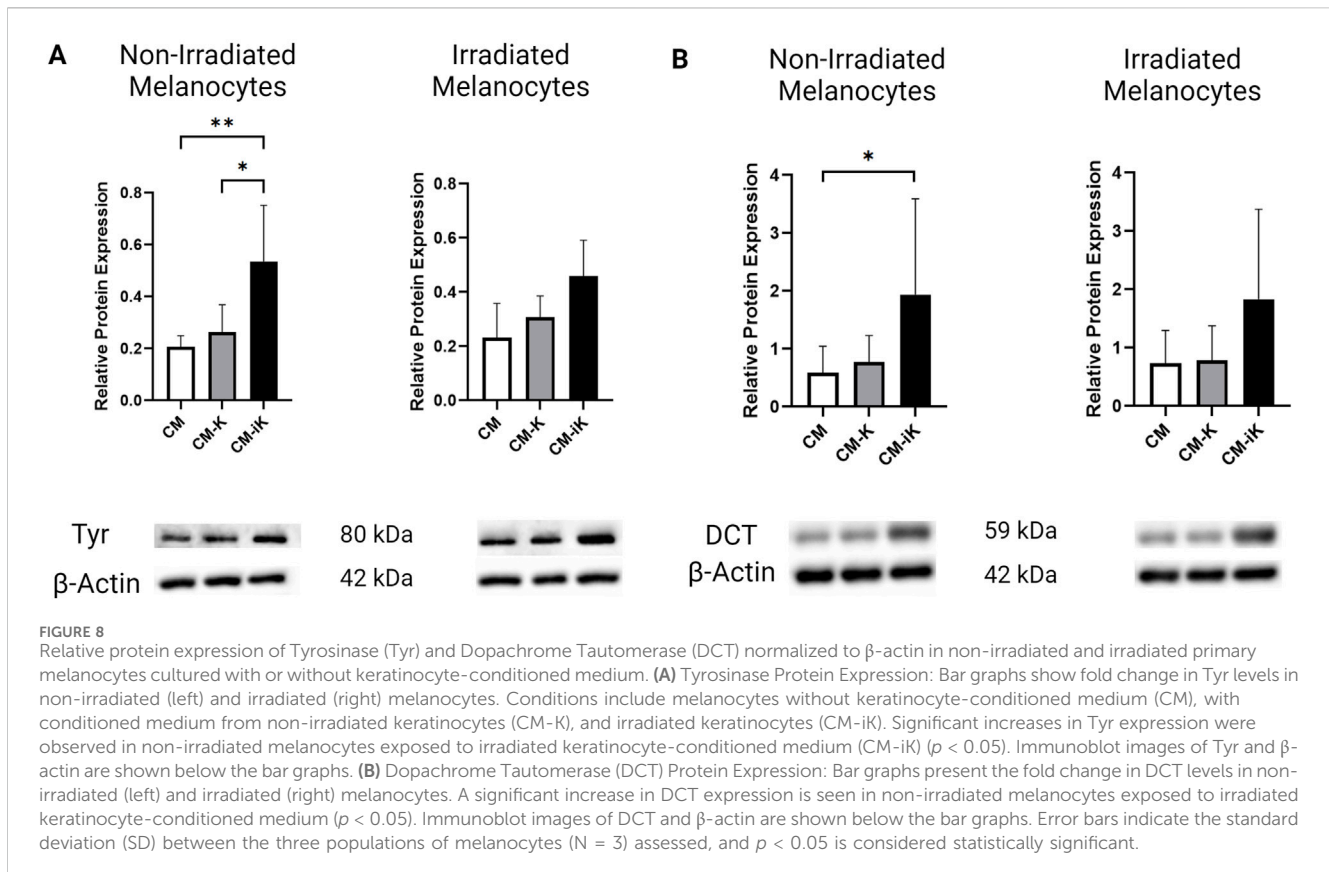 A
Non-Irradiated
Melanocytes
Irradiated
Melanocytes
**
*
Relative Protein Expression
0.8
0.6
0.4
0.2
0.0
CM
CM-K
CM-iK
Relative Protein Expression
0.8
0.6
0.4
0.2
0.0
CM
CM-K
CM-iK
Tyr
80 kDa
β-Actin
42 kDa
B
Non-Irradiated
Melanocytes
Irradiated
Melanocytes
*
Relative Protein Expression
4
3
2
1
0
CM
CM-K
CM-iK
Relative Protein Expression
4
3
2
1
0
CM
CM-K
CM-iK
DCT
59 kDa
β-Actin
42 kDa
FIGURE 8
Relative protein expression of Tyrosinase (Tyr) and Dopachrome Tautomerase (DCT) normalized to β-actin in non-irradiated and irradiated primary
melanocytes cultured with or without keratinocyte-conditioned medium. (A) Tyrosinase Protein Expression: Bar graphs show fold change in Tyr levels in
non-irradiated (left) and irradiated (right) melanocytes. Conditions include melanocytes without keratinocyte-conditioned medium (CM), with
conditioned medium from non-irradiated keratinocytes (CM-K), and irradiated keratinocytes (CM-iK). Significant increases in Tyr expression were
observed in non-irradiated melanocytes exposed to irradiated keratinocyte-conditioned medium (CM-iK) (p < 0.05). Immunoblot images of Tyr and β-
actin are shown below the bar graphs. (B) Dopachrome Tautomerase (DCT) Protein Expression: Bar graphs present the fold change in DCT levels in non-
irradiated (left) and irradiated (right) melanocytes. A significant increase in DCT expression is seen in non-irradiated melanocytes exposed to irradiated
keratinocyte-conditioned medium (p < 0.05). Immunoblot images of DCT and β-actin are shown below the bar graphs. Error bars indicate the standard
deviation (SD) between the three populations of melanocytes (N = 3) assessed, and p < 0.05 is considered statistically significant.